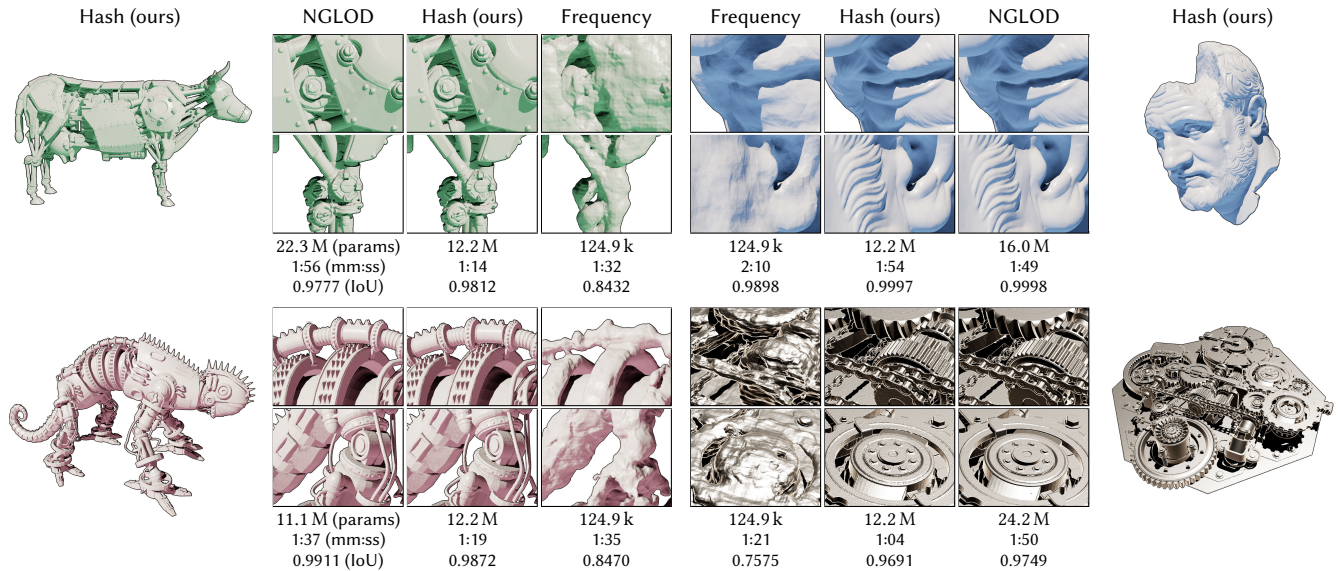 Hash (ours) NGLOD Hash (ours) Frequency Frequency Hash (ours) NGLOD Hash (ours)
22.3 M (params) 12.2 M 124.9 k 124.9 k 12.2 M 16.0 M
1:56 (mm:ss) 1:14 1:32 2:10 1:54 1:49
0.9777 (IoU) 0.9812 0.8432 0.9898 0.9997 0.9998
11.1 M (params) 12.2 M 124.9 k 124.9 k 12.2 M 24.2 M
1:37 (mm:ss) 1:19 1:35 1:21 1:04 1:50
0.9911 (IoU) 0.9872 0.8470 0.7575 0.9691 0.9749